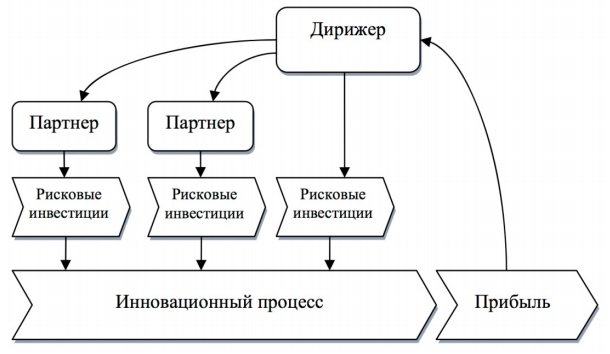 Дирижер
Партнер
Партнер
Рисковые
инвестиции
Рисковые
инвестиции
Рисковые
инвестиции
Инновационный процесс
Прибыль